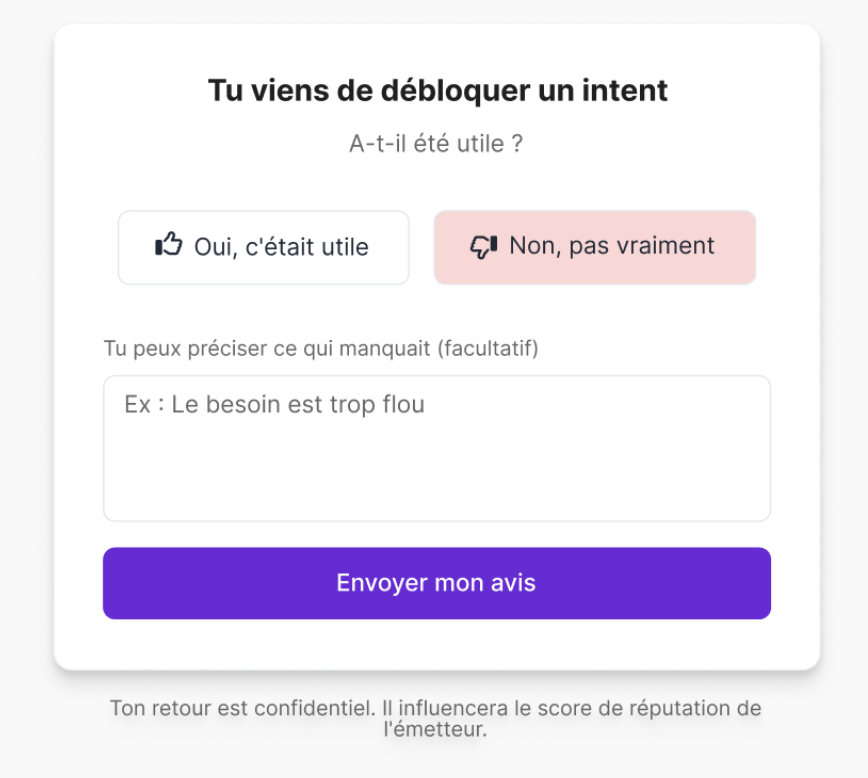 Tu viens de débloquer un intent
A-t-il été utile ?
Oui, c'était utile
Non, pas vraiment
Tu peux préciser ce qui manquait (facultatif)
Ex : Le besoin est trop flou
Envoyer mon avis
Ton retour est confidentiel. Il influencera le score de réputation de
l'émetteur.